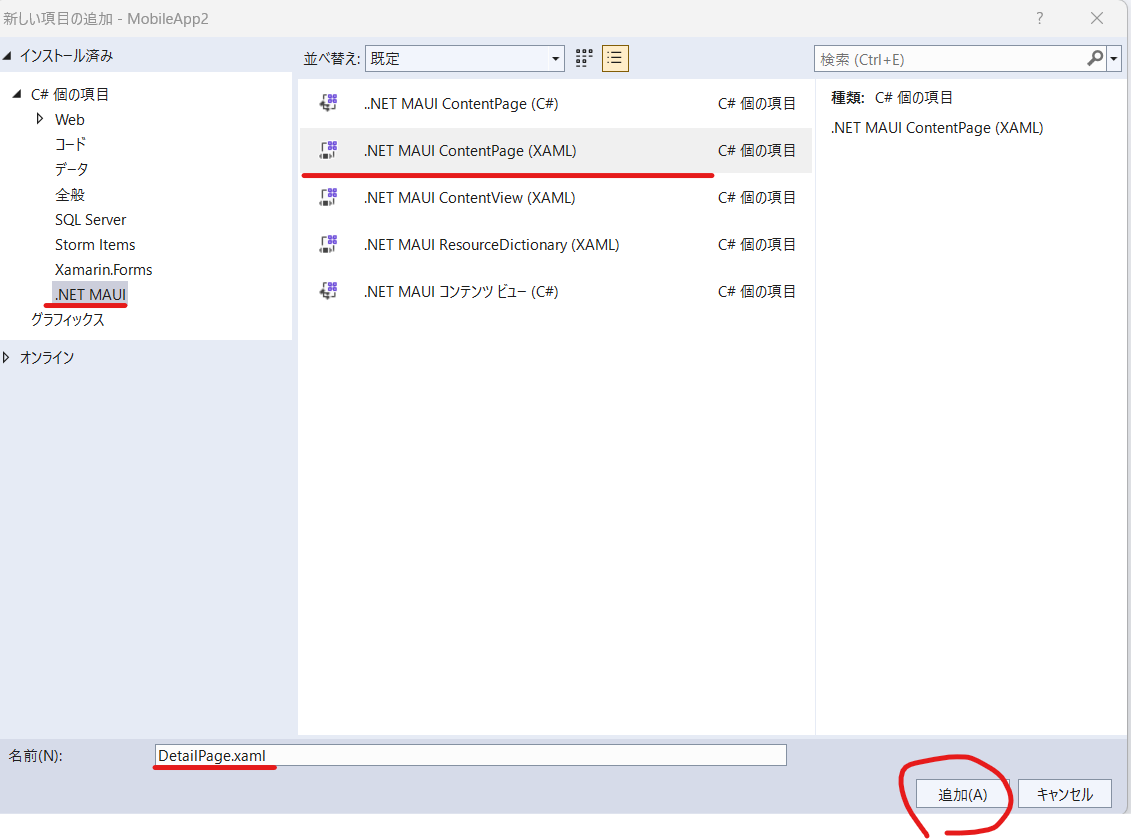 新しい項目の追加 - MobileApp2
インストール済み
並べ替え: 既定
検索 (Ctrl+E)
C# 個の項目
Web
コード
データ
全般
SQL Server
Storm Items
Xamarin.Forms
.NET MAUI
グラフィックス
オンライン
..NET MAUI ContentPage (C#) C# 個の項目
.NET MAUI ContentPage (XAML) C# 個の項目
.NET MAUI ContentView (XAML) C# 個の項目
.NET MAUI ResourceDictionary (XAML) C# 個の項目
.NET MAUI コンテンツ ビュー (C#) C# 個の項目
種類: C# 個の項目
.NET MAUI ContentPage (XAML)
名前(N): DetailPage.xaml
追加(A) キャンセル